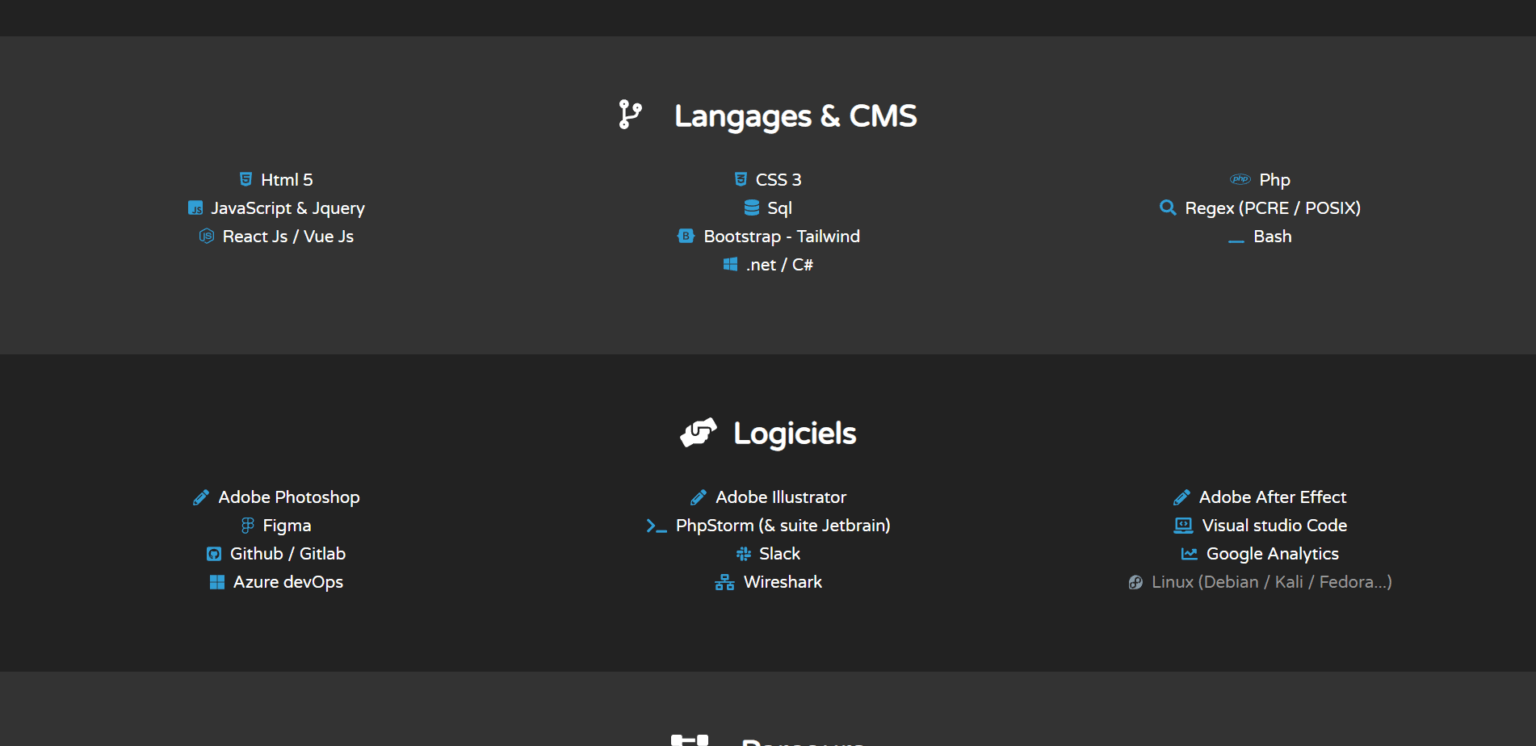 Langages & CMS
Html 5
JavaScript & Jquery
React Js / Vue Js
CSS 3
Sql
Bootstrap - Tailwind
.net / C#
Php
Regex (PCRE / POSIX)
Bash
Logiciels
Adobe Photoshop
Figma
Github / Gitlab
Azure devOps
Adobe Illustrator
PhpStorm (& suite Jetbrain)
Slack
Wireshark
Adobe After Effect
Visual studio Code
Google Analytics
Linux (Debian / Kali / Fedora...)
Parcours